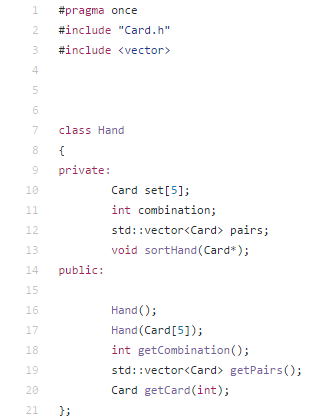 1 #pragma once
2 #include "Card.h"
3 #include <vector>
4
5
6
7 class Hand
8 {
9 private:
10 Card set[5];
11 int combination;
12 std::vector<Card> pairs;
13 void sortHand(Card*);
14 public:
15
16 Hand();
17 Hand(Card[5]);
18 int getCombination();
19 std::vector<Card> getPairs();
20 Card getCard(int);
21 };